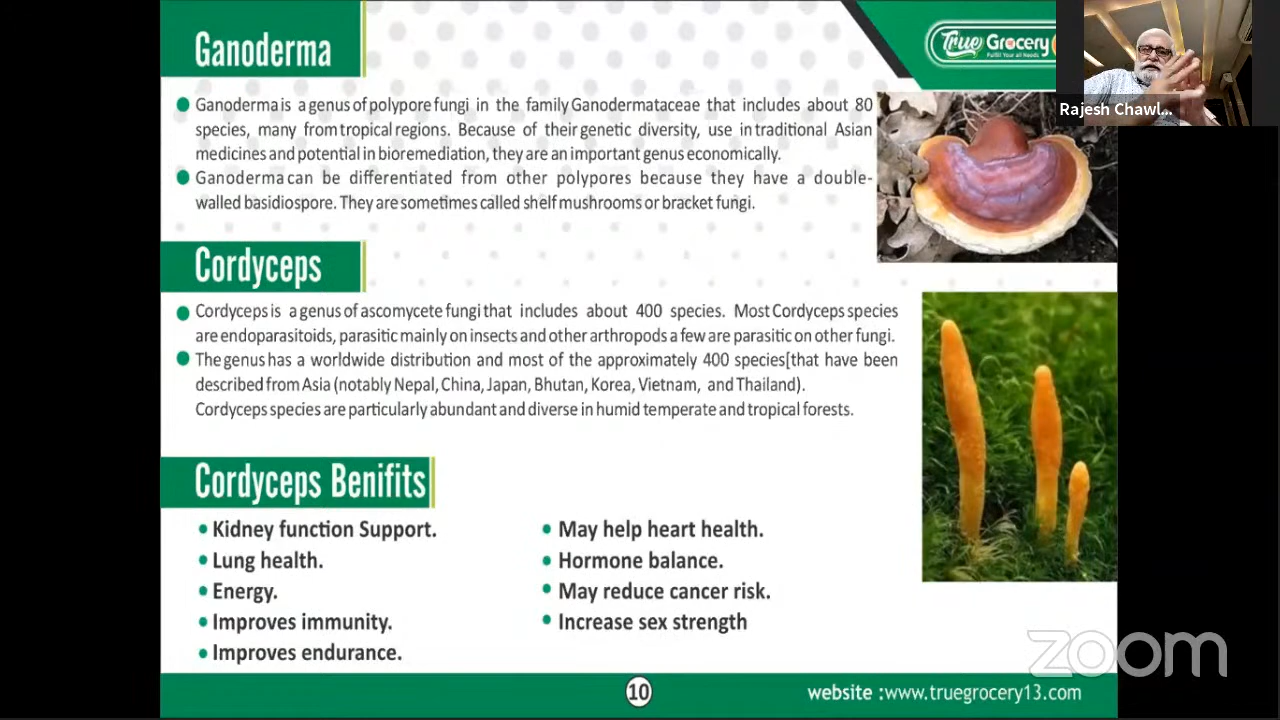 Ganoderma
True Grocery
Fulfill Your all Needs
Rajesh Chawl...
Ganoderma is a genus of polypore fungi in the family Ganodermataceae that includes about 80
species, many from tropical regions. Because of their genetic diversity, use in traditional Asian
medicines and potential in bioremediation, they are an important genus economically.
Ganoderma can be differentiated from other polypores because they have a double-
walled basidiospore. They are sometimes called shelf mushrooms or bracket fungi.
Cordyceps
Cordyceps is a genus of ascomycete fungi that includes about 400 species. Most Cordyceps species
are endoparasitoids, parasitic mainly on insects and other arthropods a few are parasitic on other fungi.
The genus has a worldwide distribution and most of the approximately 400 species[that have been
described from Asia (notably Nepal, China, Japan, Bhutan, Korea, Vietnam, and Thailand).
Cordyceps species are particularly abundant and diverse in humid temperate and tropical forests.
Cordyceps Benifits
Kidney function Support.
Lung health.
Energy.
Improves immunity.
Improves endurance.
May help heart health.
Hormone balance.
May reduce cancer risk.
Increase sex strength
zoom
10
website :www.truegrocery13.com